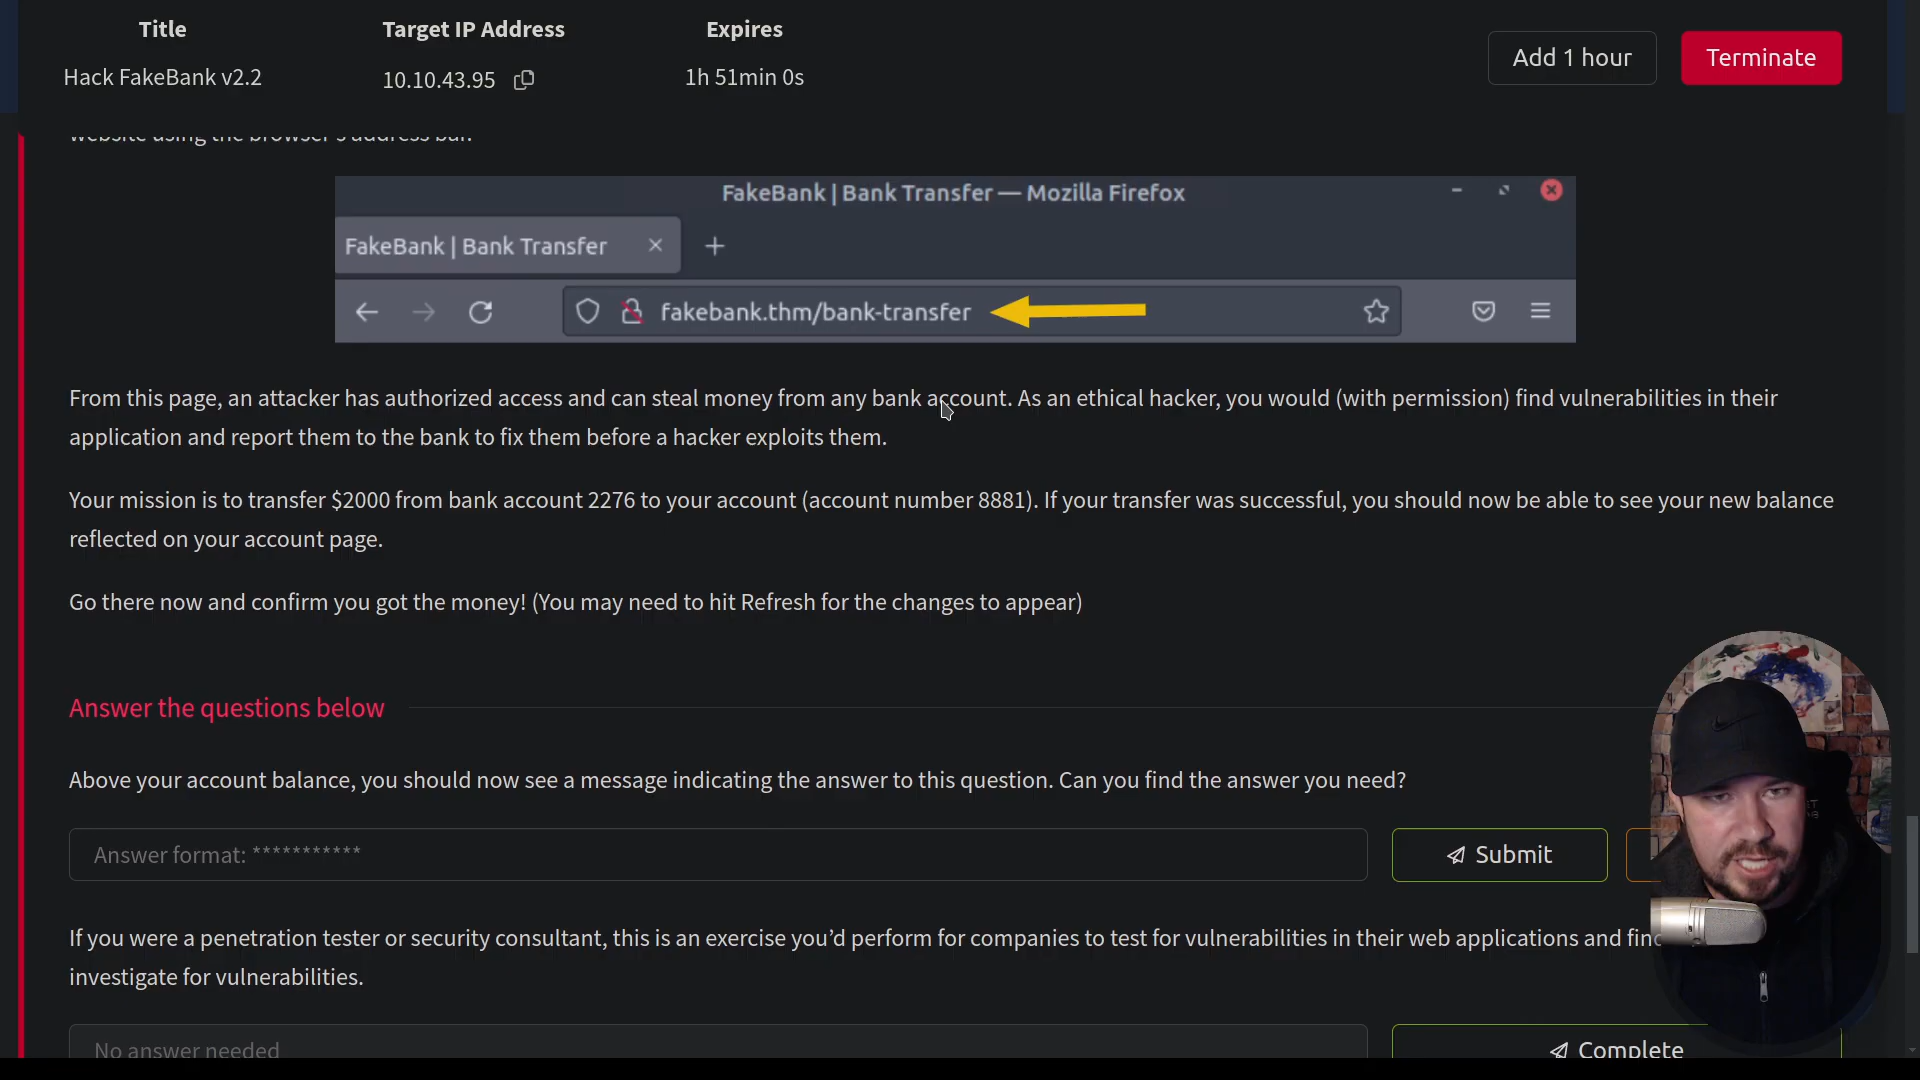 Title
Target IP Address
Expires
Hack FakeBank v2.2
10.10.43.95
1h 51min 0s
Add 1 hour
Terminate
website using the browser's address bar.
FakeBank | Bank Transfer — Mozilla Firefox
FakeBank | Bank Transfer
fakebank.thm/bank-transfer
From this page, an attacker has authorized access and can steal money from any bank account. As an ethical hacker, you would (with permission) find vulnerabilities in their
application and report them to the bank to fix them before a hacker exploits them.
Your mission is to transfer $2000 from bank account 2276 to your account (account number 8881). If your transfer was successful, you should now be able to see your new balance
reflected on your account page.
Go there now and confirm you got the money! (You may need to hit Refresh for the changes to appear)
Answer the questions below
Above your account balance, you should now see a message indicating the answer to this question. Can you find the answer you need?
Answer format: ***********
Submit
If you were a penetration tester or security consultant, this is an exercise you’d perform for companies to test for vulnerabilities in their web applications and
investigate for vulnerabilities.
No answer needed
Complete